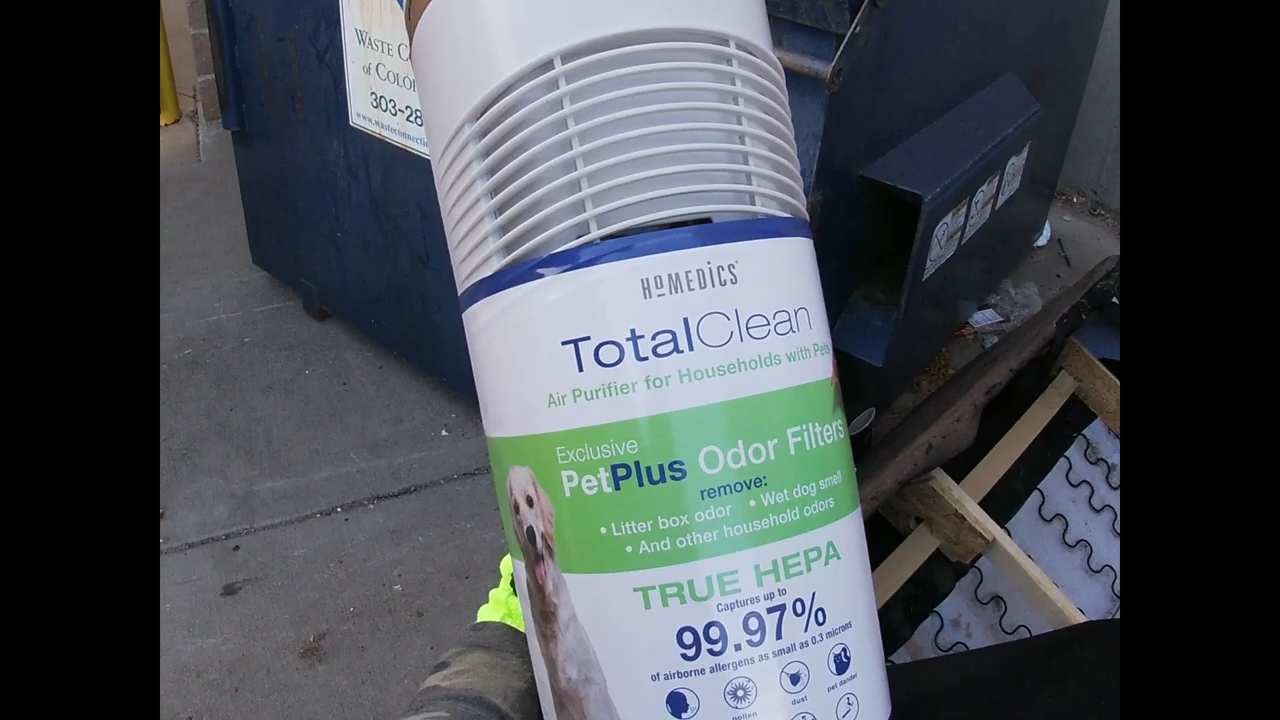 WASTE
of
303-28
HOMEDICS
TotalClean
Air Purifier for Households with Pets
Exclusive
PetPlus Odor Filters
remove:
• Litter box odor • Wet dog smell
• And other household odors
TRUE HEPA
Captures up to
99.97%
of airborne allergens as small as 0.3 microns
pollen dust pet dander